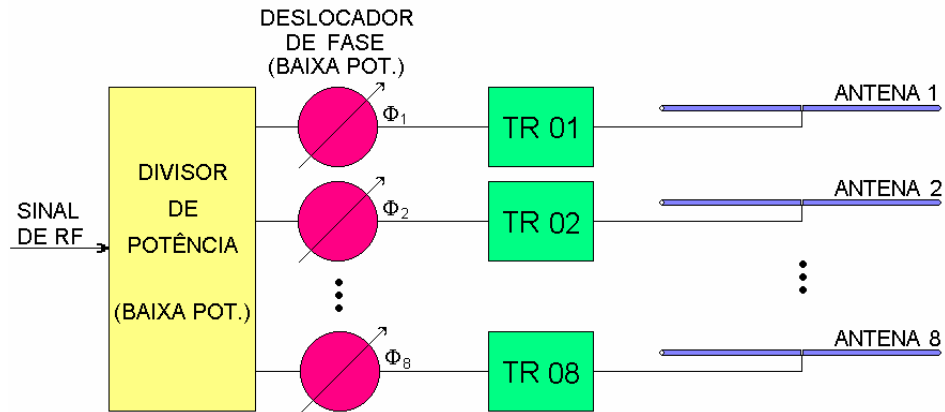 DESLOCADOR
DE FASE
(BAIXA POT.)
ANTENA 1
Φ1
TR 01
DIVISOR
DE
POTÊNCIA
(BAIXA POT.)
SINAL
DE RF
ANTENA 2
Φ2
TR 02
ANTENA 8
Φ8
TR 08